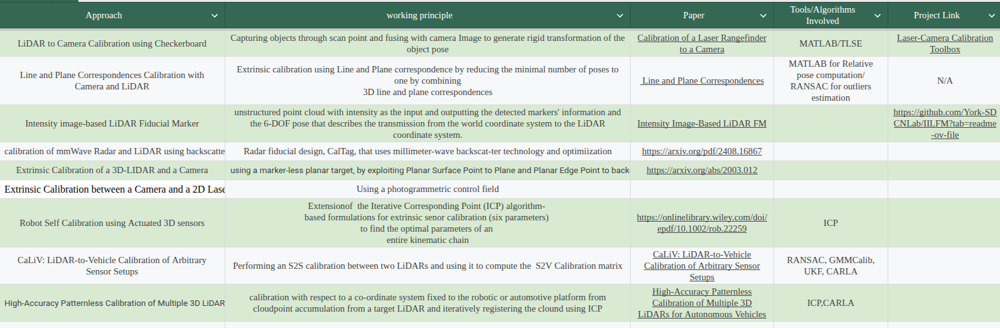 Approach
working principle
Paper
Tools/Algorithms
Involved
Project Link
LiDAR to Camera Calibration using Checkerboard
Capturing objects through scan point and fusing with camera Image to generate rigid transformation of the
object pose
Calibration of a Laser Rangefinder
to a Camera
MATLAB/TLSE
Laser-Camera Calibration
Toolbox
Line and Plane Correspondences Calibration with
Camera and LiDAR
Extrinsic calibration using Line and Plane correspondence by reducing the minimal number of poses to
one by combining
3D line and plane correspondences
Line and Plane Correspondences
MATLAB for Relative
pose computation/
RANSAC for outliers
estimation
N/A
Intensity image-based LiDAR Fiducial Marker
unstructured point cloud with intensity as the input and outputting the detected markers' information and
the 6-DOF pose that describes the transmission from the world coordinate system to the LiDAR
coordinate system.
Intensity Image-Based LiDAR FM
https://github.com/York-SD
CNLab/IILFM?tab=readme
-ov-file
calibration of mmWave Radar and LiDAR using backscatte
Radar fiducial design, CalTag, that uses millimeter-wave backscat-ter technology and optimiization
https://arxiv.org/pdf/2408.16867
Extrinsic Calibration of a 3D-LIDAR and a Camera
using a marker-less planar target, by exploiting Planar Surface Point to Plane and Planar Edge Point to back-
https://arxiv.org/abs/2003.012
Extrinsic Calibration between a Camera and a 2D Lase
Using a photogrammetric control field
Robot Self Calibration using Actuated 3D sensors
Extensionof the Iterative Corresponding Point (ICP) algorithm-
based formulations for extrinsic senor calibration (six parameters)
to find the optimal parameters of an
entire kinematic chain
https://onlinelibrary.wiley.com/doi/
epdf/10.1002/rob.22259
ICP
CaLiV: LiDAR-to-Vehicle Calibration of Arbitrary
Sensor Setups
Performing an S2S calibration between two LiDARs and using it to compute the S2V Calibration matrix
CaLiV: LiDAR-to-Vehicle
Calibration of Arbitrary Sensor
Setups
RANSAC, GMMCalib,
UKF, CARLA
High-Accuracy Patternless Calibration of Multiple 3D LiDAR
calibration with respect to a co-ordinate system fixed to the robotic or automotive platform from
cloudpoint accumulation from a target LiDAR and iteratively registering the clound using ICP
High-Accuracy Patternless
Calibration of Multiple 3D
LiDARs for Autonomous Vehicles
ICP,CARLA